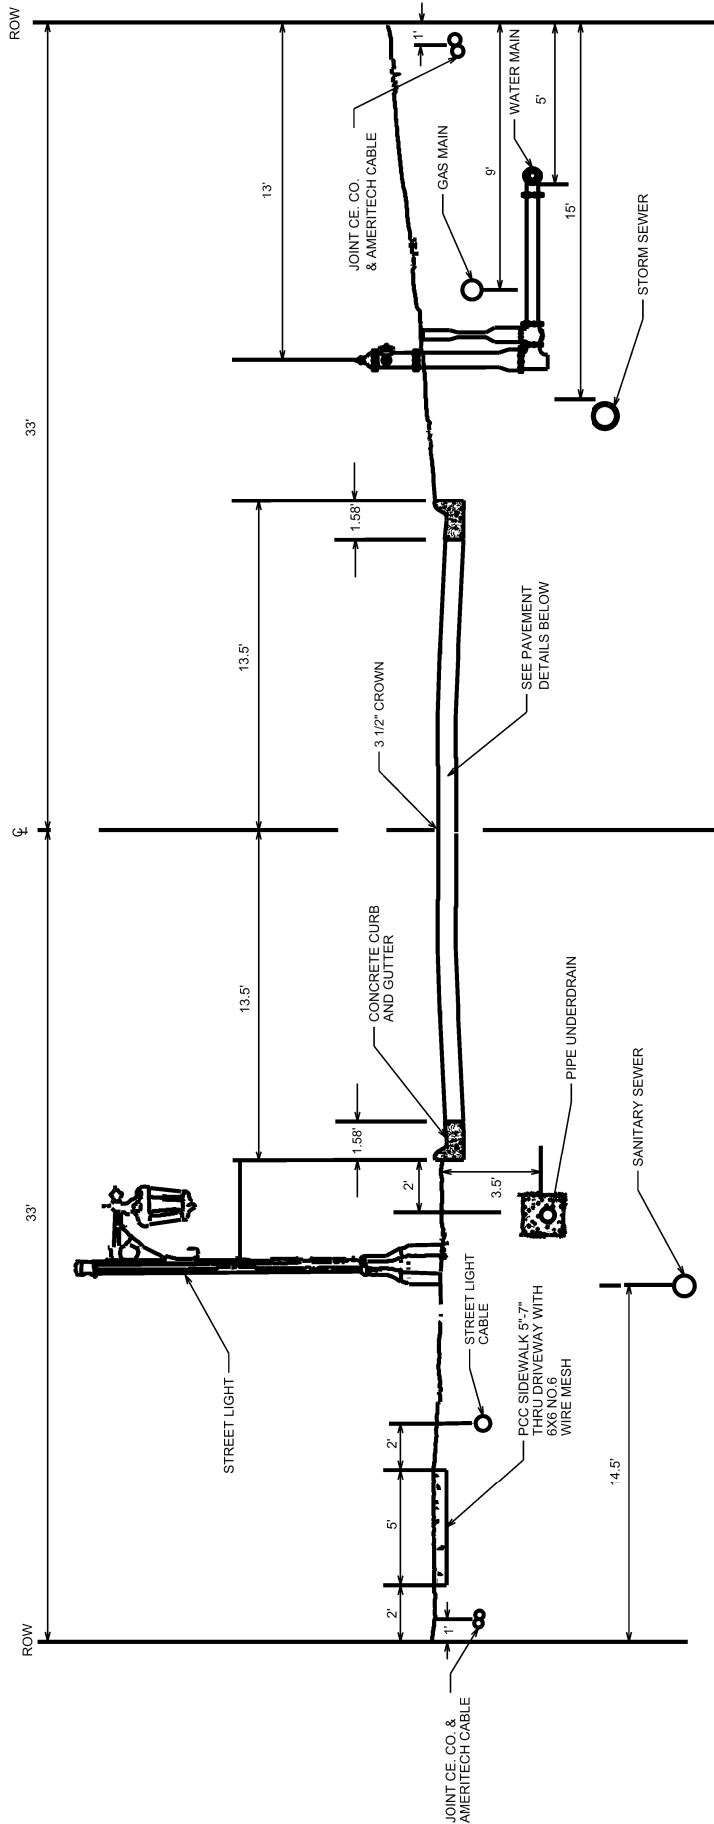 ROW
℄
ROW
33'
33'
STREET LIGHT
13.5'
13.5'
13'
1.58'
1.58'
2'
5'
2'
2'
1'
1'
CONCRETE CURB
AND GUTTER
3 1/2" CROWN
JOINT CE. CO.
& AMERITECH CABLE
JOINT CE. CO. &
AMERITECH CABLE
STREET LIGHT
CABLE
GAS MAIN
3.5'
9'
WATER MAIN
5'
PCC SIDEWALK 5"-7"
THRU DRIVEWAY WITH
6X6 NO.6
WIRE MESH
SEE PAVEMENT
DETAILS BELOW
PIPE UNDERDRAIN
15'
14.5'
SANITARY SEWER
STORM SEWER